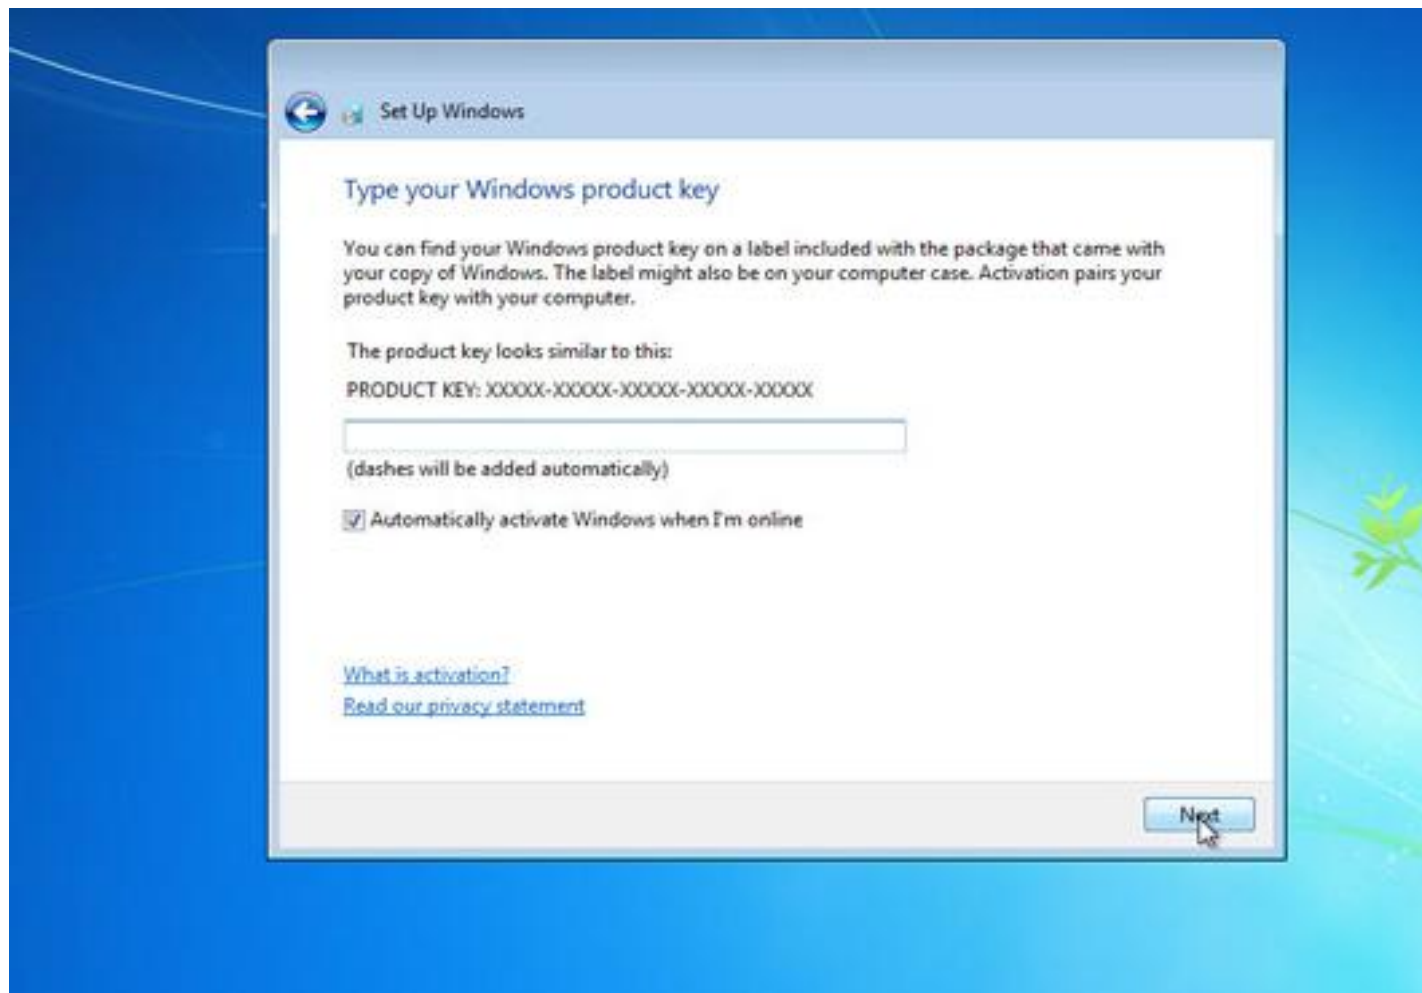 Set Up Windows
Type your Windows product key
You can find your Windows product key on a label included with the package that came with
your copy of Windows. The label might also be on your computer case. Activation pairs your
product key with your computer.
The product key looks similar to this:
PRODUCT KEY: XXXXX-XXXXX-XXXXX-XXXXX-XXXXX
(dashes will be added automatically)
Automatically activate Windows when I'm online
What is activation?
Read our privacy statement
Next